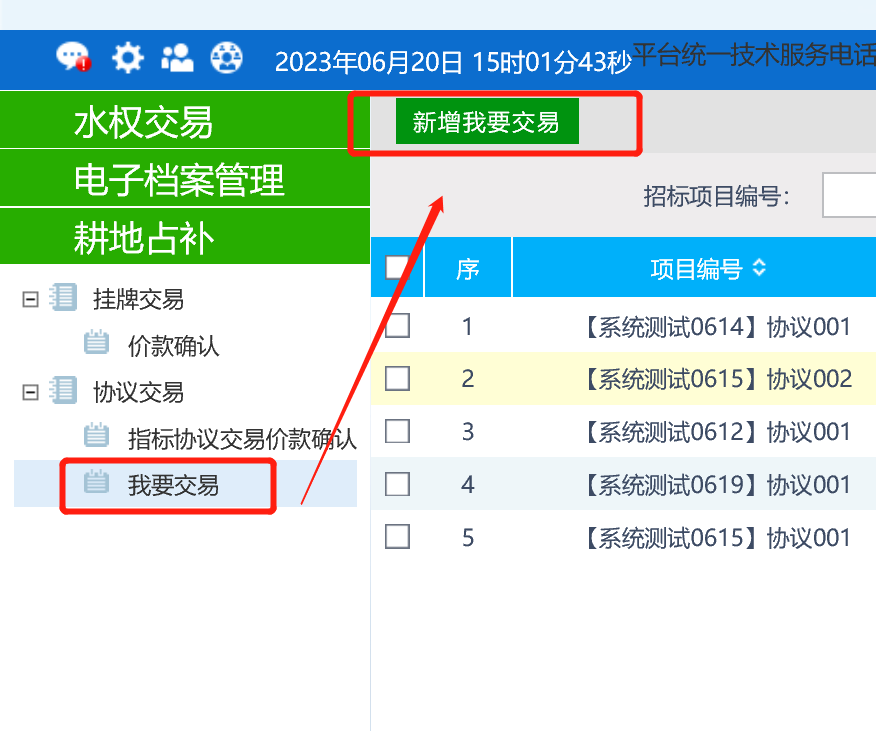 2023年06月20日 15时01分43秒平台统一技术服务电话
水权交易
电子档案管理
耕地占补
挂牌交易
价款确认
协议交易
指标协议交易价款确认
我要交易
新增我要交易
招标项目编号：
序 项目编号
1 【系统测试0614】协议001
2 【系统测试0615】协议002
3 【系统测试0612】协议001
4 【系统测试0619】协议001
5 【系统测试0615】协议001